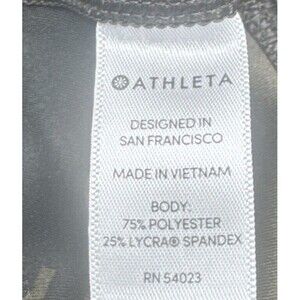 ATHLETA
DESIGNED IN
SAN FRANCISCO
MADE IN VIETNAM
BODY:
75% POLYESTER
25% LYCRA® SPANDEX
RN 54023